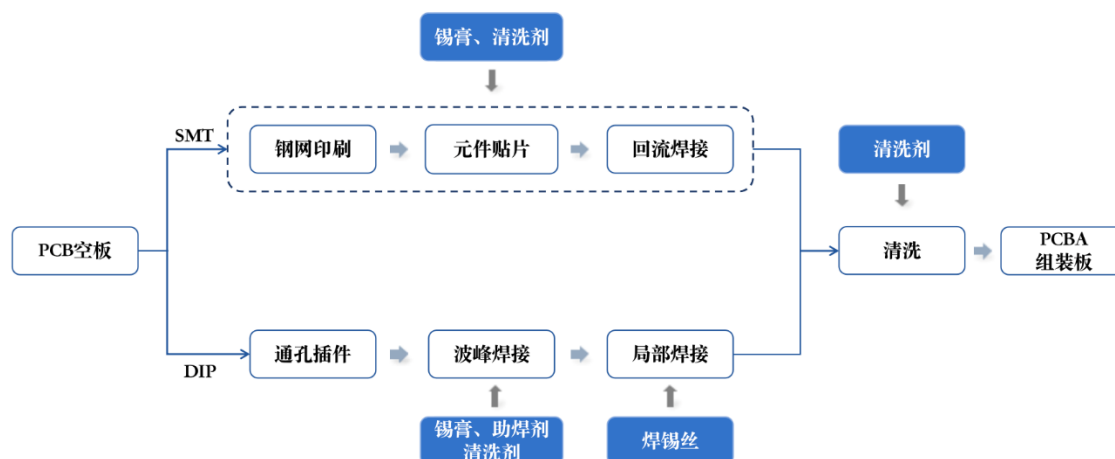 锡膏、清洗剂
SMT
钢网印刷
元件贴片
回流焊接
清洗剂
PCB空板
清洗
PCBA
组装板
通孔插件
波峰焊接
局部焊接
DIP
锡膏、助焊剂
清洗剂
焊锡丝